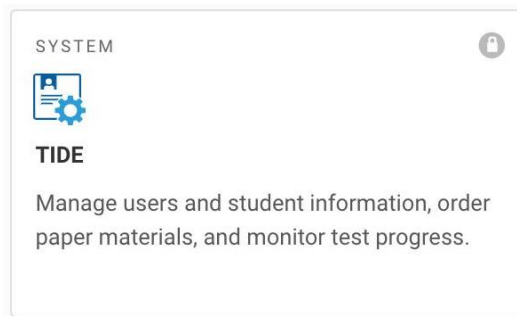 SYSTEM
TIDE
Manage users and student information, order
paper materials, and monitor test progress.